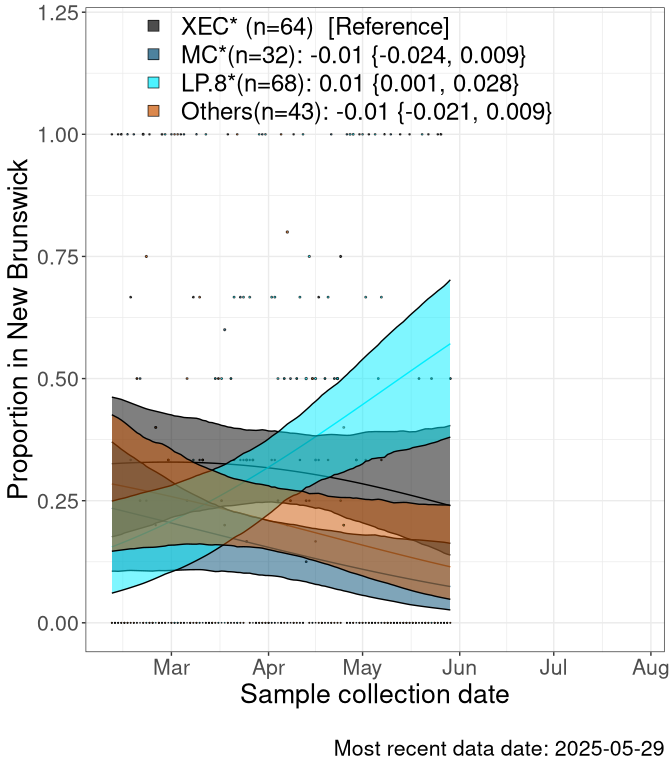 XEC* (n=64)  [Reference]
MC*(n=32): -0.01 {-0.024, 0.009}
LP.8*(n=68): 0.01 {0.001, 0.028}
Others(n=43): -0.01 {-0.021, 0.009}
1.25
1.00
0.75
0.50
0.25
0.00
Proportion in New Brunswick
Mar Apr May Jun Jul Aug
Sample collection date
Most recent data date: 2025-05-29